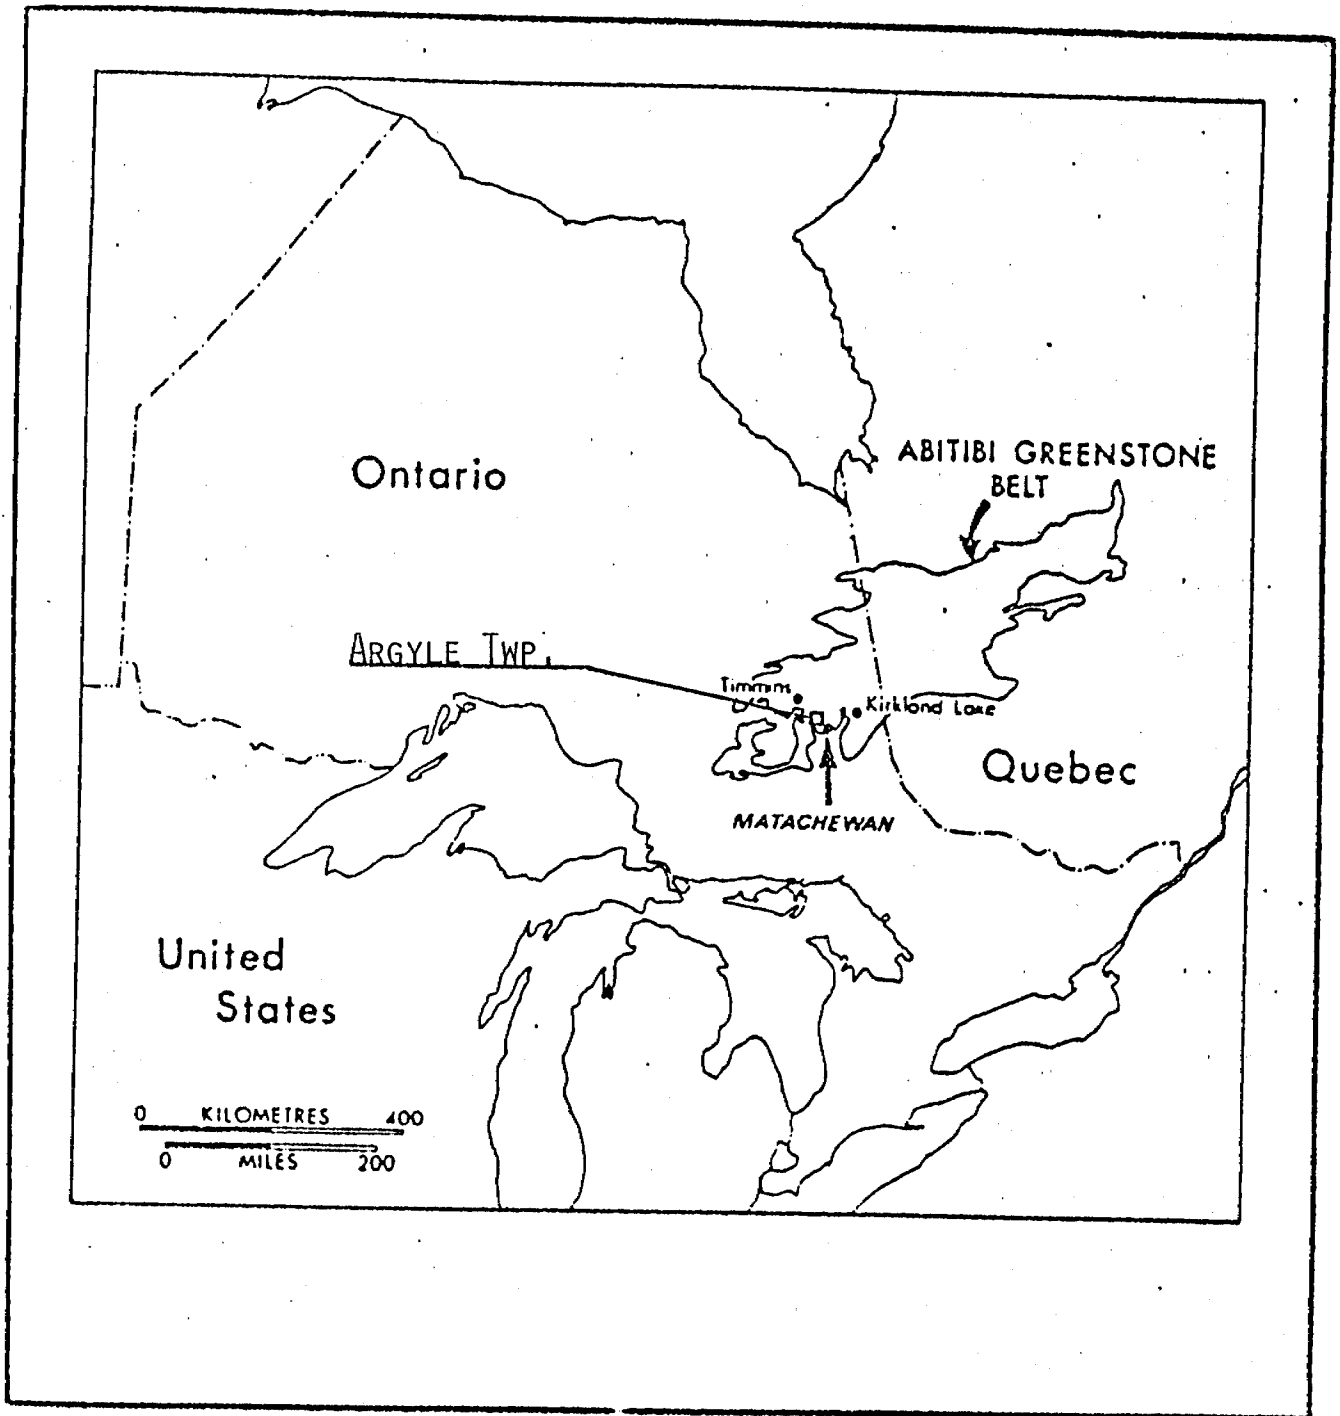 Ontario
ABITIBI GREENSTONE
BELT
ARGYLE TWP.
Timmins
Kirkland Lake
Quebec
MATACHEWAN
United
States
0 KILOMETRES 400
0 MILES 200